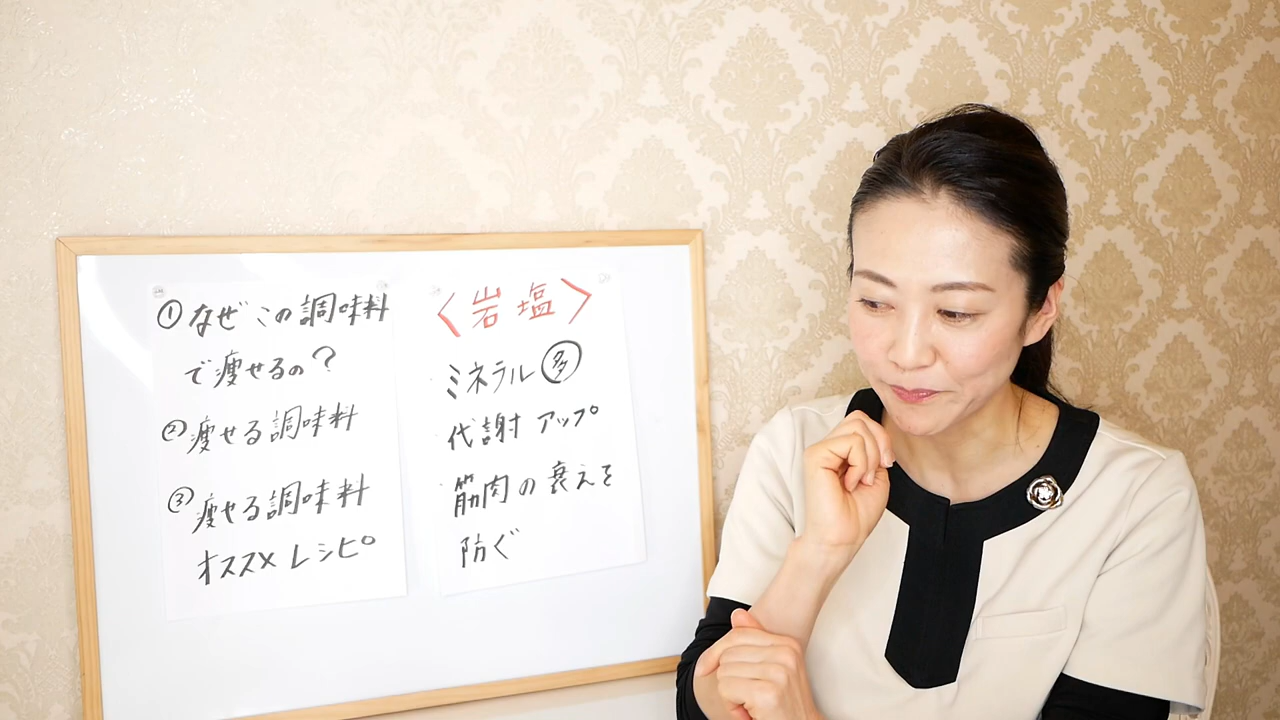 ①なぜこの調味料
で痩せるの？
②痩せる調味料
③痩せる調味料
オススメレシピ
〈岩塩〉
ミネラル多
代謝アップ
筋肉の衰えを
防ぐ